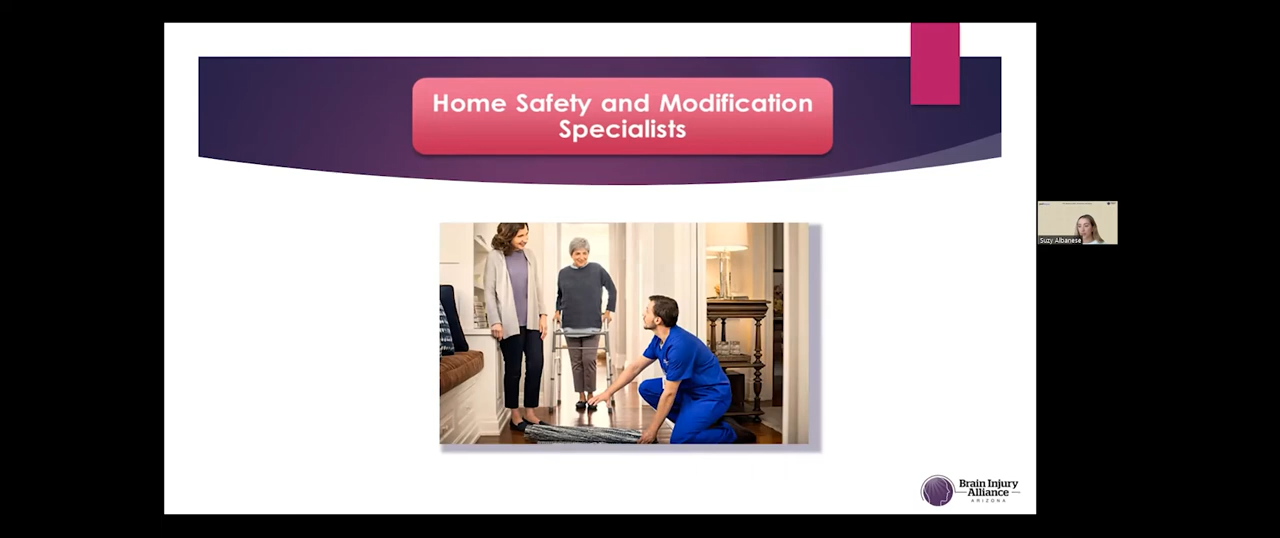 Home Safety and Modification
Specialists
Suzy Albanese
Brain Injury
Alliance
ARIZONA